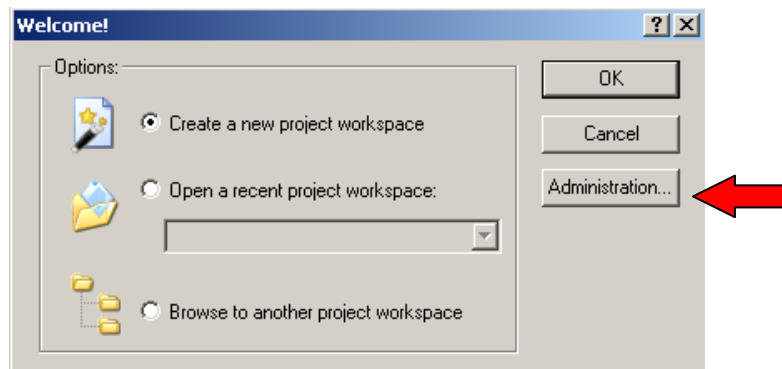 Welcome!
Options:
OK
Create a new project workspace
Cancel
Open a recent project workspace:
Administration...
Browse to another project workspace